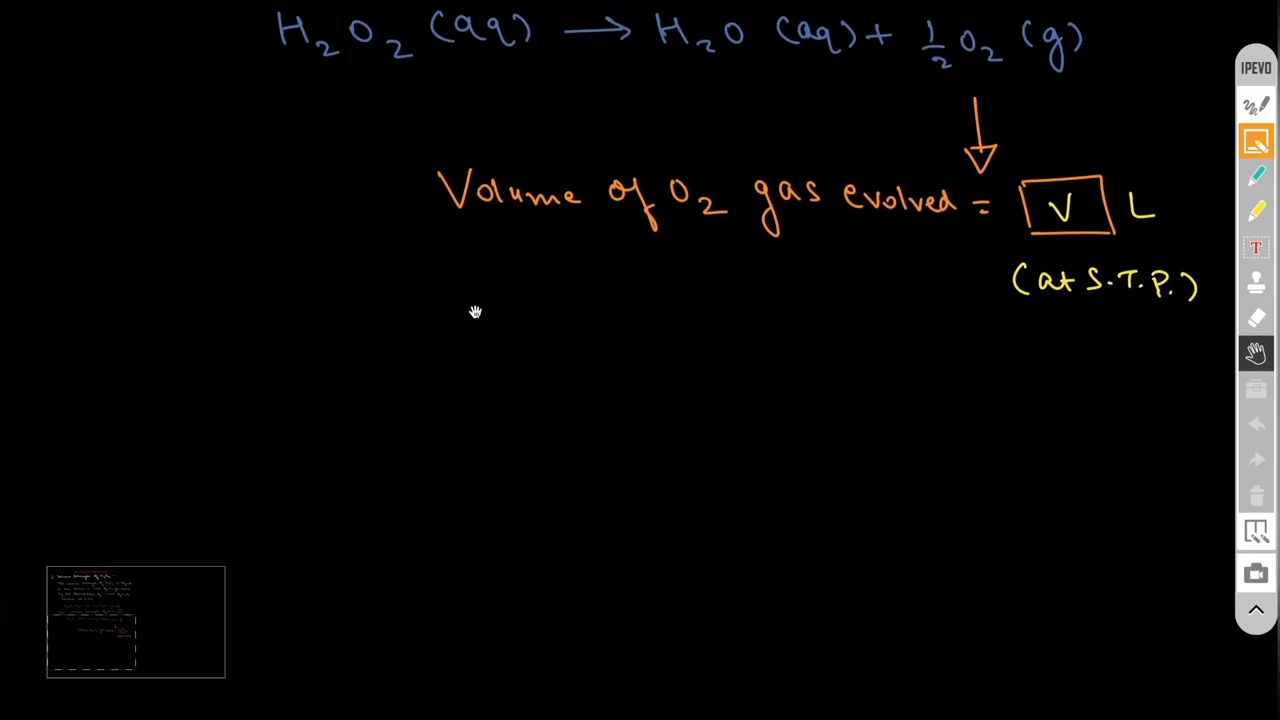 H₂O₂ (aq) → H₂O (aq) + ½ O₂ (g)
Volume of O₂ gas evolved = V L
(at S.T.P.)
IPEVO
T